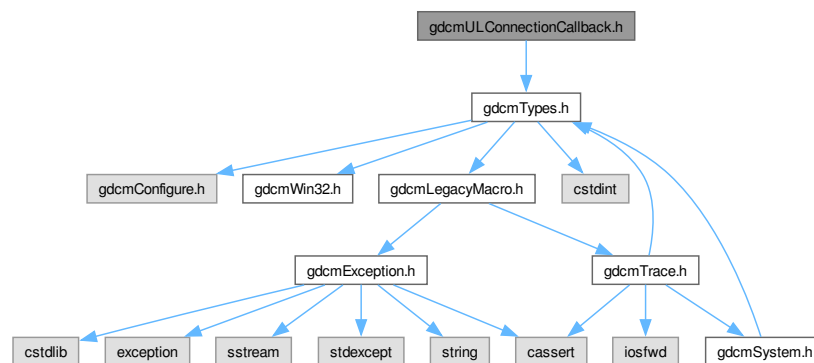 gdcmULConnectionCallback.h
gdcmTypes.h
gdcmConfigure.h
gdcmWin32.h
gdcmLegacyMacro.h
cstdint
gdcmException.h
gdcmTrace.h
cstdlib
exception
sstream
stdexcept
string
cassert
iosfwd
gdcmSystem.h